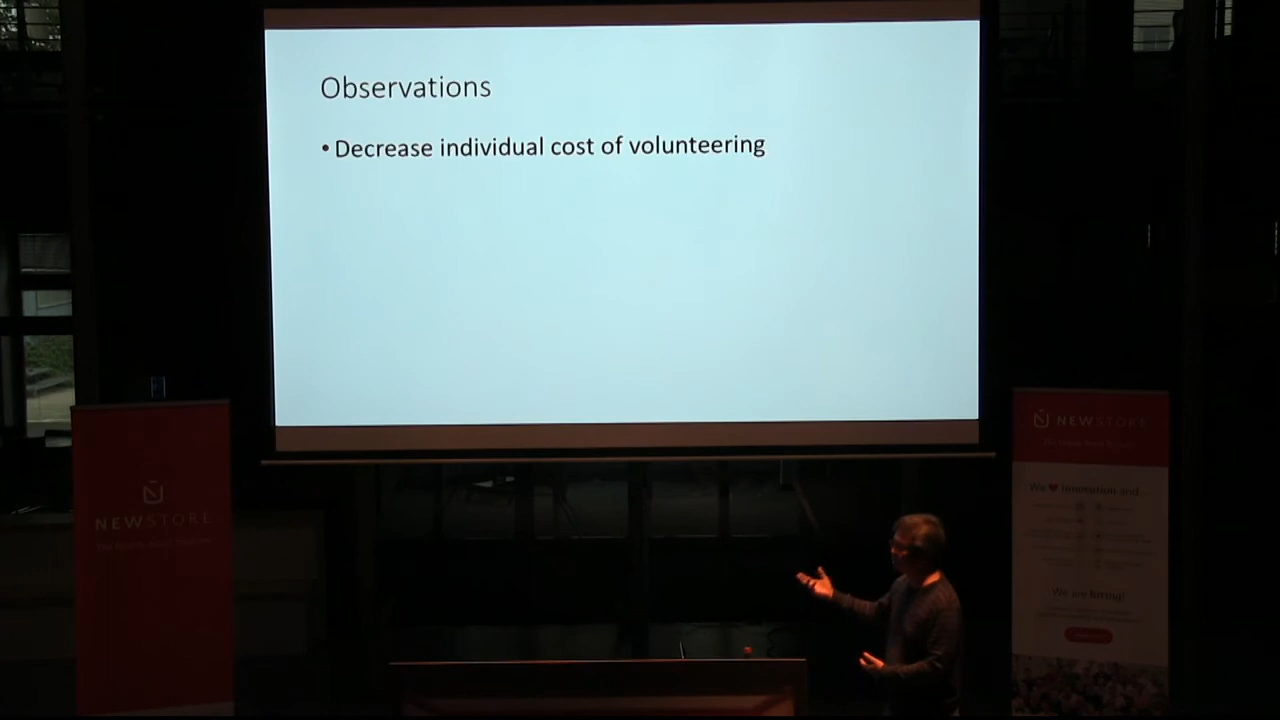 Observations
• Decrease individual cost of volunteering
NEWSTORE
NEWSTORE
We ♥ Innovation and
We are hiring!